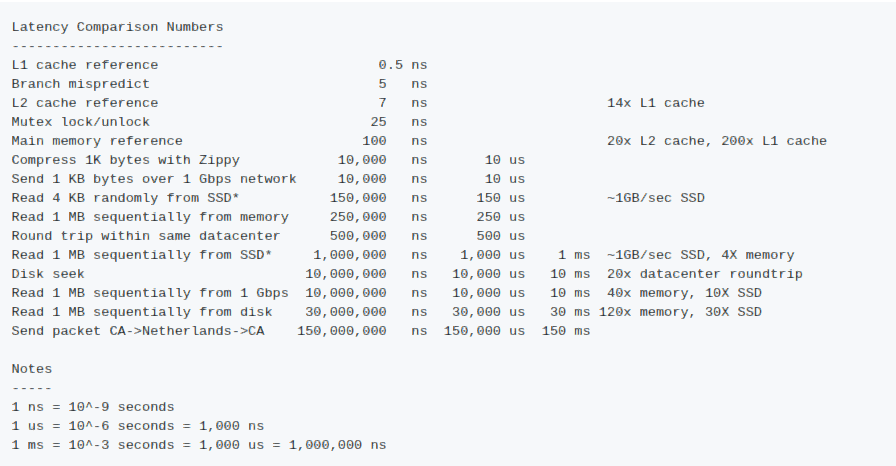 Latency Comparison Numbers
--------------------------
L1 cache reference                           0.5 ns
Branch mispredict                            5   ns
L2 cache reference                           7   ns                      14x L1 cache
Mutex lock/unlock                           25   ns
Main memory reference                      100   ns                      20x L2 cache, 200x L1 cache
Compress 1K bytes with Zippy            10,000   ns       10 us
Send 1 KB bytes over 1 Gbps network     10,000   ns       10 us
Read 4 KB randomly from SSD*           150,000   ns      150 us          ~1GB/sec SSD
Read 1 MB sequentially from memory     250,000   ns      250 us
Round trip within same datacenter      500,000   ns      500 us
Read 1 MB sequentially from SSD*     1,000,000   ns    1,000 us    1 ms  ~1GB/sec SSD, 4X memory
Disk seek                           10,000,000   ns   10,000 us   10 ms  20x datacenter roundtrip
Read 1 MB sequentially from 1 Gbps  10,000,000   ns   10,000 us   10 ms  40x memory, 10X SSD
Read 1 MB sequentially from disk    30,000,000   ns   30,000 us   30 ms 120x memory, 30X SSD
Send packet CA->Netherlands->CA    150,000,000   ns  150,000 us  150 ms

Notes
-----
1 ns = 10^-9 seconds
1 us = 10^-6 seconds = 1,000 ns
1 ms = 10^-3 seconds = 1,000 us = 1,000,000 ns